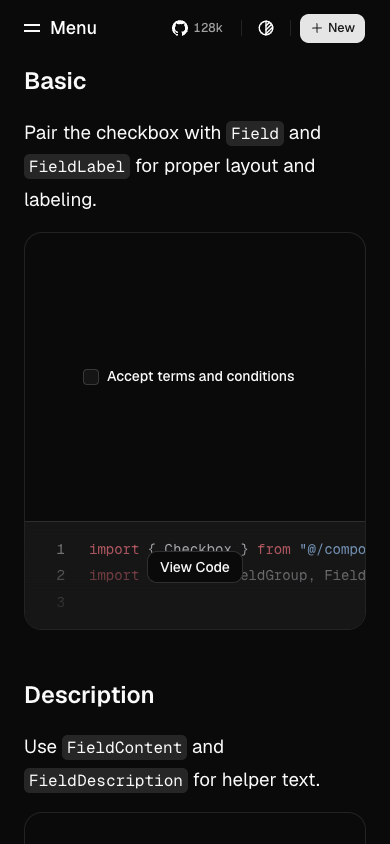 Menu
128k
New
Basic
Pair the checkbox with Field and
FieldLabel for proper layout and
labeling.
Accept terms and conditions
1 import { Checkbox } from "@/compo
2 import eldGroup, Field
View Code
3
Description
Use FieldContent and
FieldDescription for helper text.